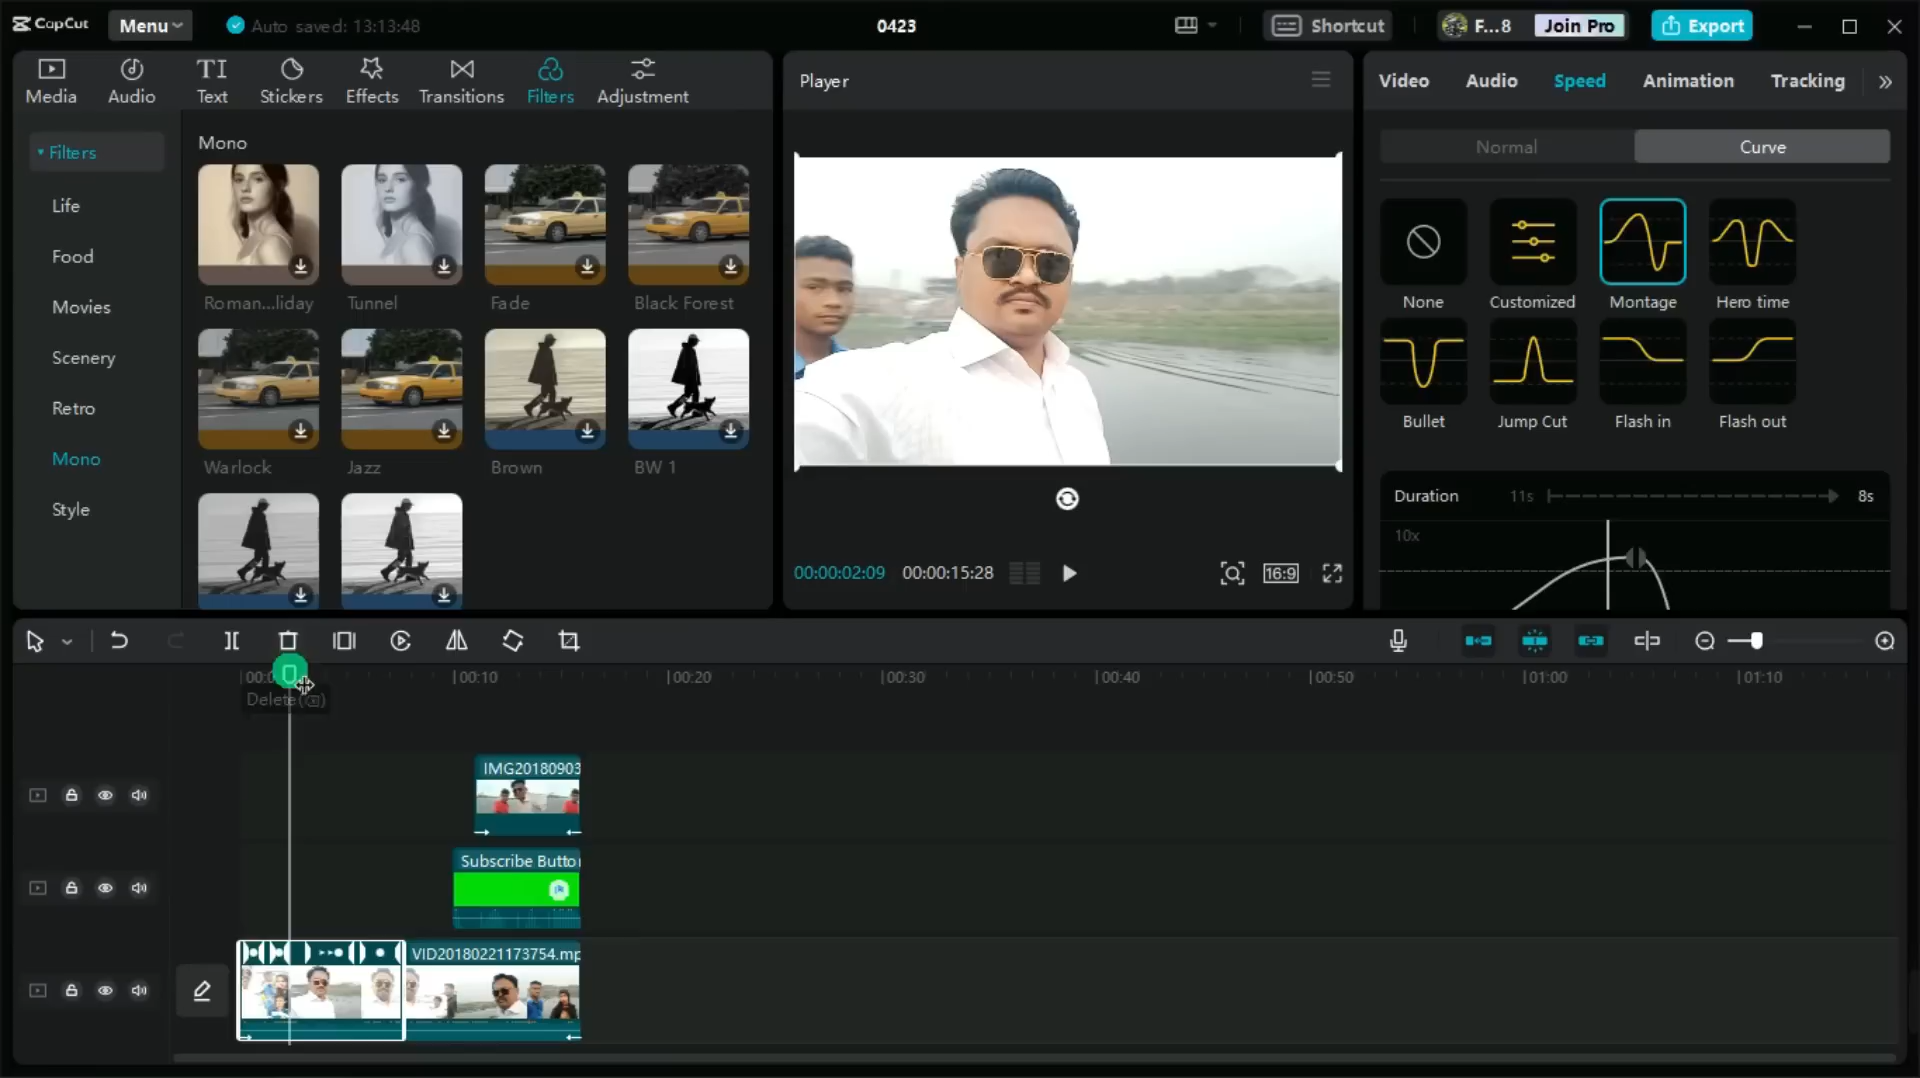 CapCut
Menu
Auto saved: 13:13:48
0423
Shortcut
F...8
Join Pro
Export
Media
Audio
Text
Stickers
Effects
Transitions
Filters
Adjustment
Player
Video
Audio
Speed
Animation
Tracking
Filters
Life
Food
Movies
Scenery
Retro
Mono
Style
Mono
Roman...liday
Tunnel
Fade
Black Forest
Warlock
Jazz
Brown
BW 1
00:00:02:09
00:00:15:28
16:9
Normal
Curve
None
Customized
Montage
Hero time
Bullet
Jump Cut
Flash in
Flash out
Duration
11s
8s
10x
00:10
00:20
00:30
00:40
00:50
01:00
01:10
Delete
IMG20180903
Subscribe Button
VID20180221173754.mp